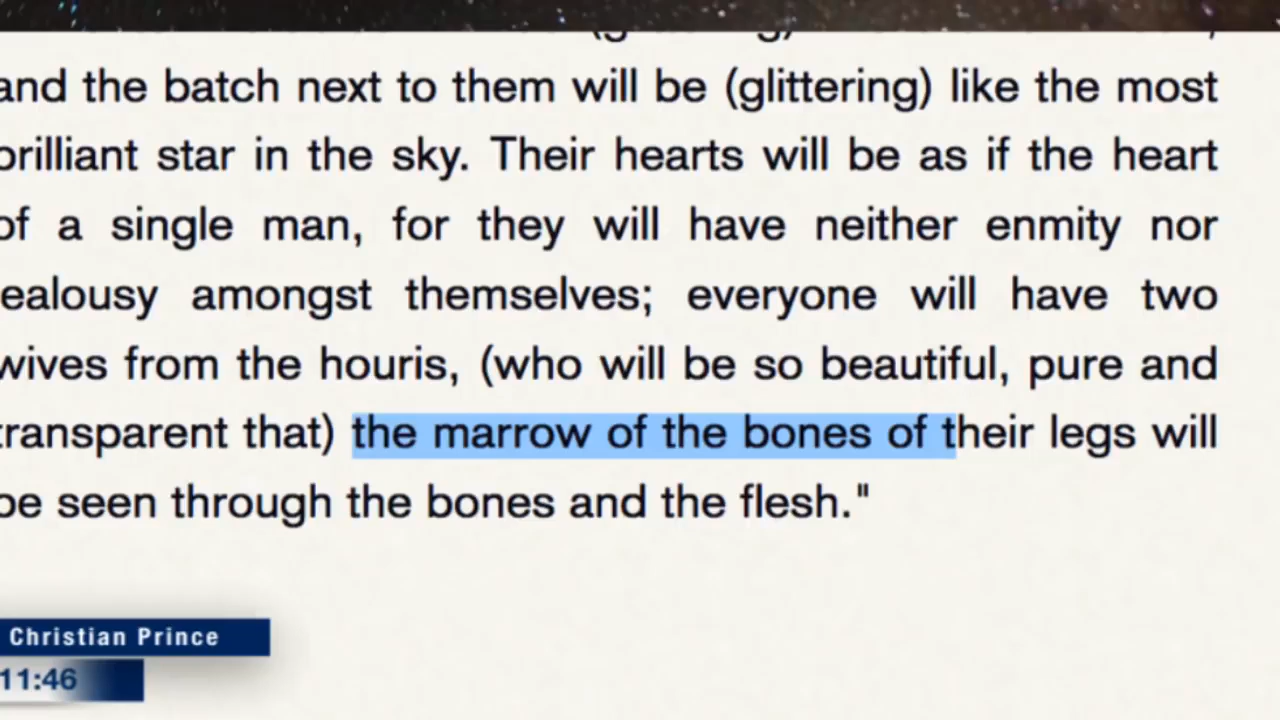 and the batch next to them will be (glittering) like the most
brilliant star in the sky. Their hearts will be as if the heart
of a single man, for they will have neither enmity nor
jealousy amongst themselves; everyone will have two
wives from the houris, (who will be so beautiful, pure and
transparent that) the marrow of the bones of their legs will
be seen through the bones and the flesh."
Christian Prince
11:46